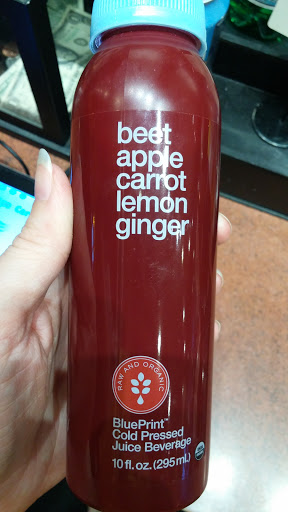 beet
apple
carrot
lemon
ginger
RAW AND ORGANIC
BluePrint™
Cold Pressed
Juice Beverage
10 fl. oz. (295 mL)